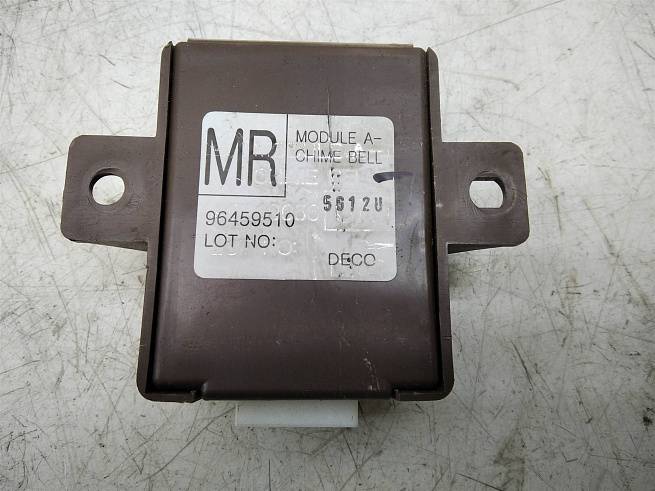 MR
MODULE A-
CHIME BELL
5612U
96459510
LOT NO:
DECO